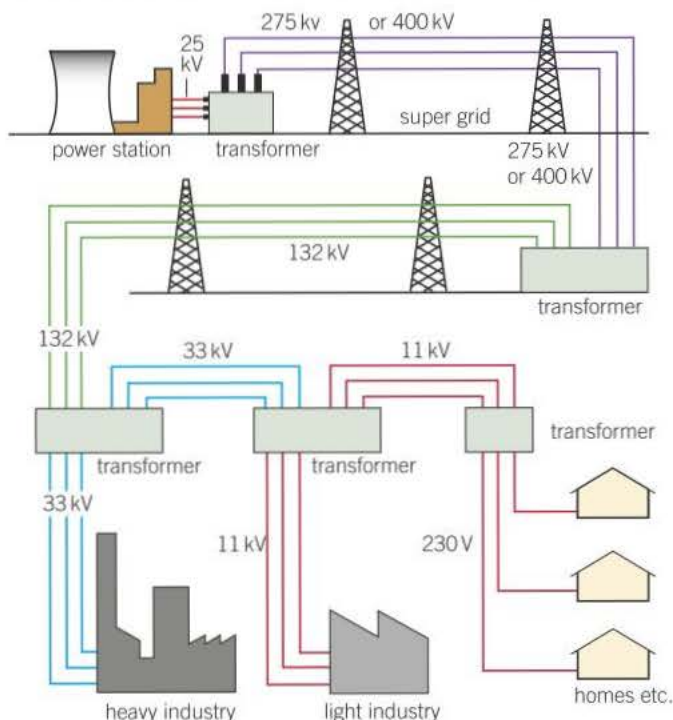 275 kv or 400 kV
25
kV
super grid
power station
transformer
275 kV
or 400 kV
132 kV
transformer
132 kV
33 kV
11 kV
transformer
transformer
transformer
33 kV
11 kV
230 V
heavy industry
light industry
homes etc.